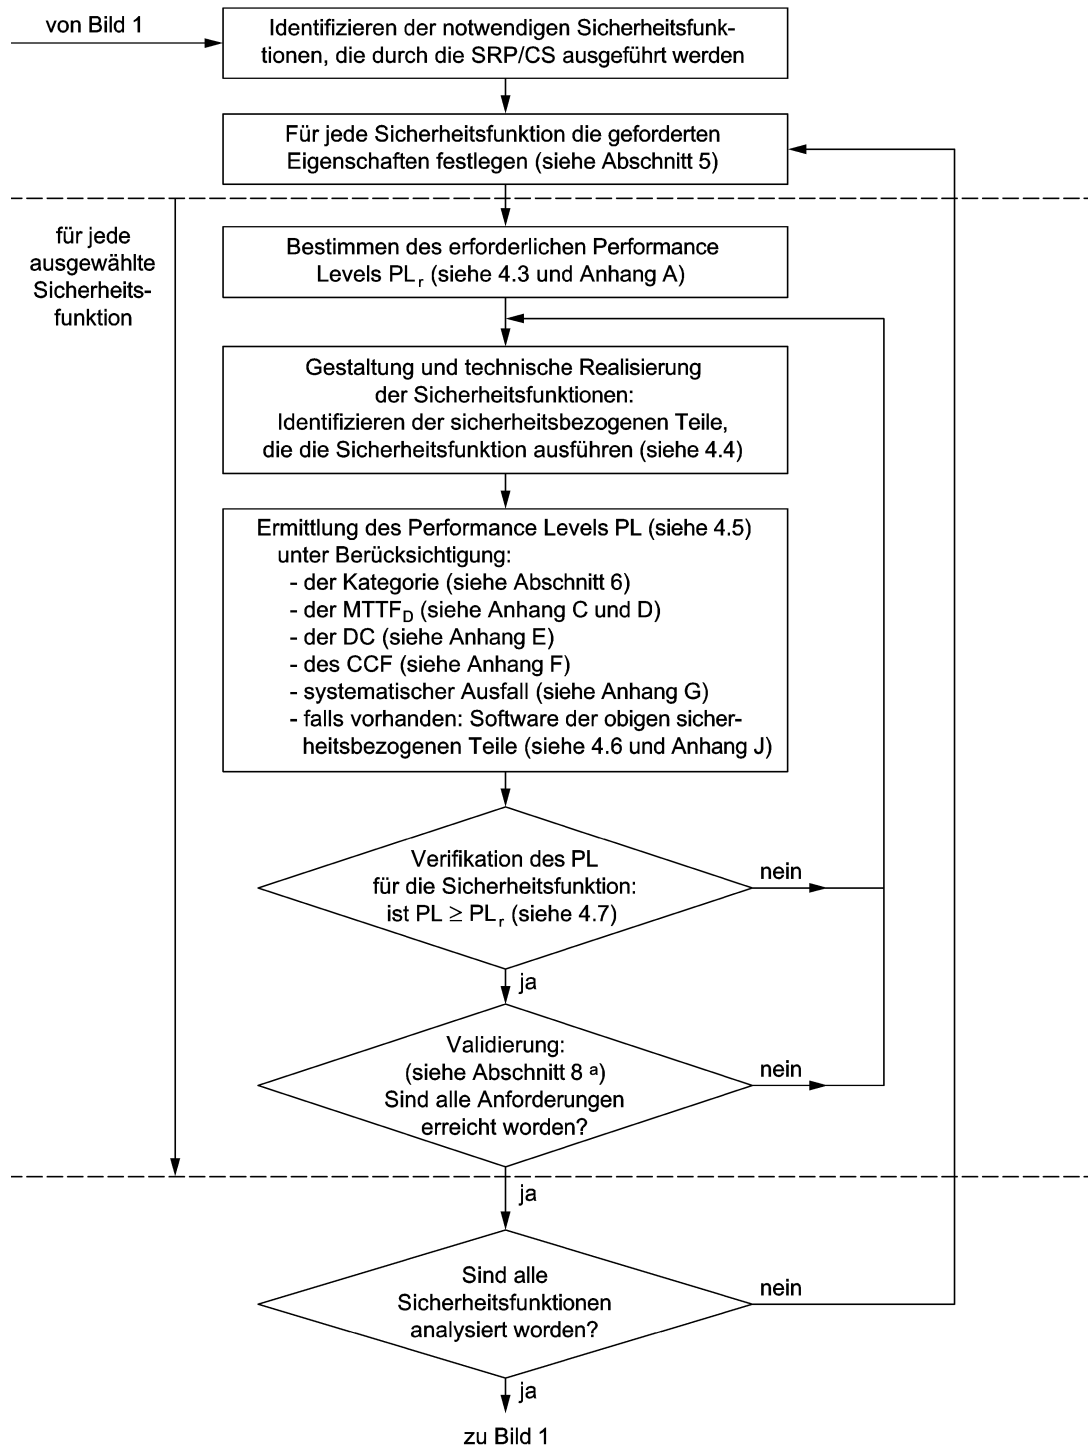 von Bild 1
Identifizieren der notwendigen Sicherheitsfunk-
tionen, die durch die SRP/CS ausgeführt werden
Für jede Sicherheitsfunktion die geforderten
Eigenschaften festlegen (siehe Abschnitt 5)
für jede
ausgewählte
Sicherheits-
funktion
Bestimmen des erforderlichen Performance
Levels PLr (siehe 4.3 und Anhang A)
Gestaltung und technische Realisierung
der Sicherheitsfunktionen:
Identifizieren der sicherheitsbezogenen Teile,
die die Sicherheitsfunktion ausführen (siehe 4.4)
Ermittlung des Performance Levels PL (siehe 4.5)
unter Berücksichtigung:
- der Kategorie (siehe Abschnitt 6)
- der MTTFD (siehe Anhang C und D)
- der DC (siehe Anhang E)
- des CCF (siehe Anhang F)
- systematischer Ausfall (siehe Anhang G)
- falls vorhanden: Software der obigen sicher-
heitsbezogenen Teile (siehe 4.6 und Anhang J)
Verifikation des PL
für die Sicherheitsfunktion:
ist PL ≥ PLr (siehe 4.7)
nein
ja
Validierung:
(siehe Abschnitt 8 a)
Sind alle Anforderungen
erreicht worden?
nein
ja
Sind alle
Sicherheitsfunktionen
analysiert worden?
nein
ja
zu Bild 1